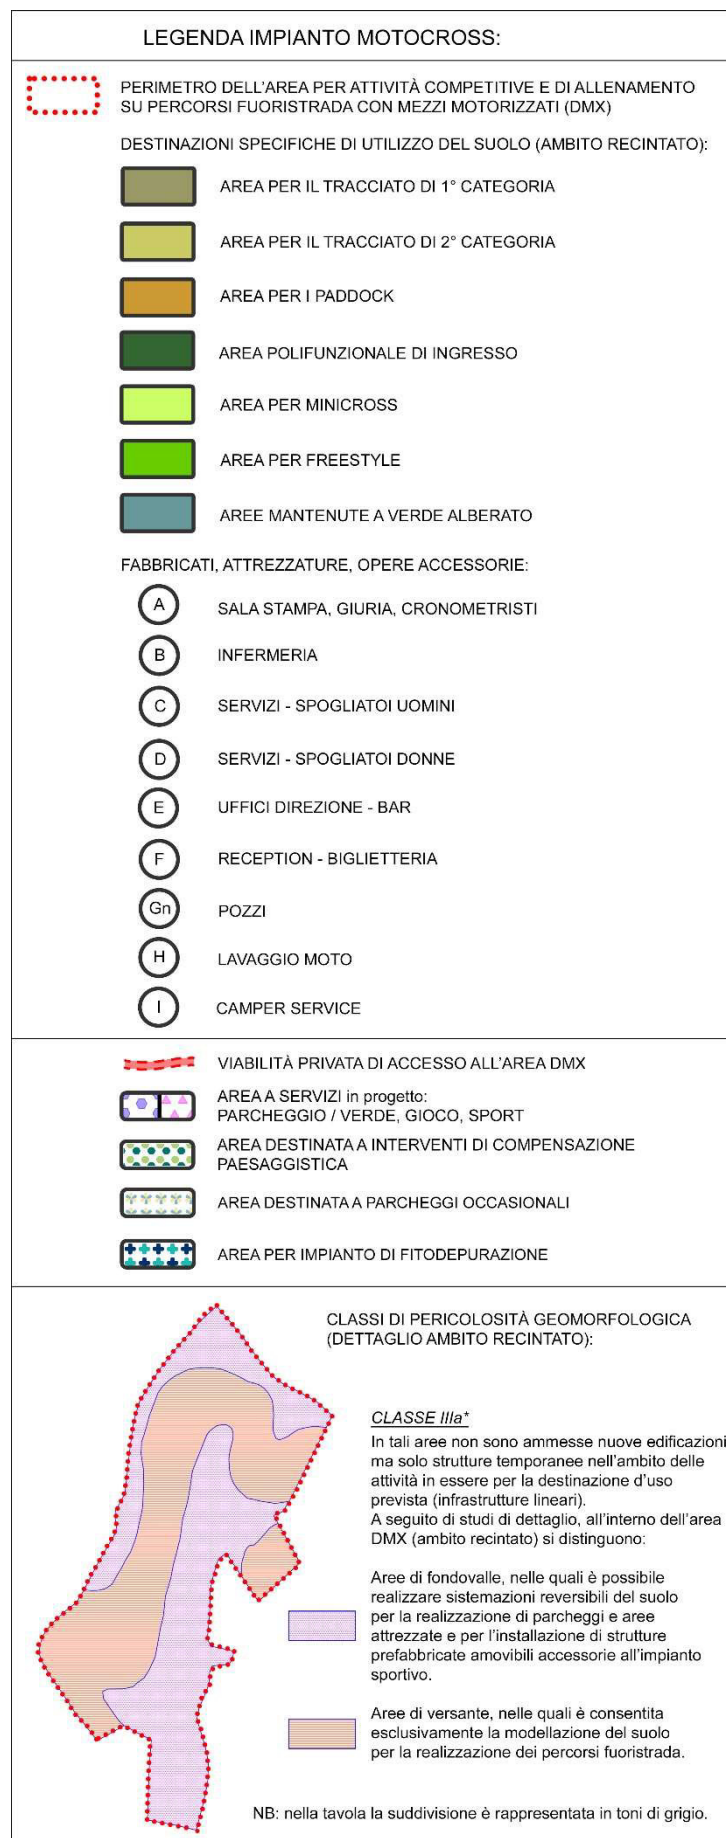 LEGENDA IMPIANTO MOTOCROSS:
PERIMETRO DELL'AREA PER ATTIVITÀ COMPETITIVE E DI ALLENAMENTO
SU PERCORSI FUORISTRADA CON MEZZI MOTORIZZATI (DMX)
DESTINAZIONI SPECIFICHE DI UTILIZZO DEL SUOLO (AMBITO RECINTATO):
AREA PER IL TRACCIATO DI 1° CATEGORIA
AREA PER IL TRACCIATO DI 2° CATEGORIA
AREA PER I PADDOCK
AREA POLIFUNZIONALE DI INGRESSO
AREA PER MINICROSS
AREA PER FREESTYLE
AREE MANTENUTE A VERDE ALBERATO
FABBRICATI, ATTREZZATURE, OPERE ACCESSORIE:
A SALA STAMPA, GIURIA, CRONOMETRISTI
B INFERMERIA
C SERVIZI - SPOGLIATOI UOMINI
D SERVIZI - SPOGLIATOI DONNE
E UFFICI DIREZIONE - BAR
F RECEPTION - BIGLIETTERIA
Gn POZZI
H LAVAGGIO MOTO
I CAMPER SERVICE
VIABILITÀ PRIVATA DI ACCESSO ALL'AREA DMX
AREA A SERVIZI in progetto:
PARCHEGGIO / VERDE, GIOCO, SPORT
AREA DESTINATA A INTERVENTI DI COMPENSAZIONE
PAESAGGISTICA
AREA DESTINATA A PARCHEGGI OCCASIONALI
AREA PER IMPIANTO DI FITODEPURAZIONE
CLASSI DI PERICOLOSITÀ GEOMORFOLOGICA
(DETTAGLIO AMBITO RECINTATO):
CLASSE IIIa*
In tali aree non sono ammesse nuove edificazioni
ma solo strutture temporanee nell'ambito delle
attività in essere per la destinazione d'uso
prevista (infrastrutture lineari).
A seguito di studi di dettaglio, all'interno dell'area
DMX (ambito recintato) si distinguono:
Aree di fondovalle, nelle quali è possibile
realizzare sistemazioni reversibili del suolo
per la realizzazione di parcheggi e aree
attrezzate e per l'installazione di strutture
prefabbricate amovibili accessorie all'impianto
sportivo.
Aree di versante, nelle quali è consentita
esclusivamente la modellazione del suolo
per la realizzazione dei percorsi fuoristrada.
NB: nella tavola la suddivisione è rappresentata in toni di grigio.